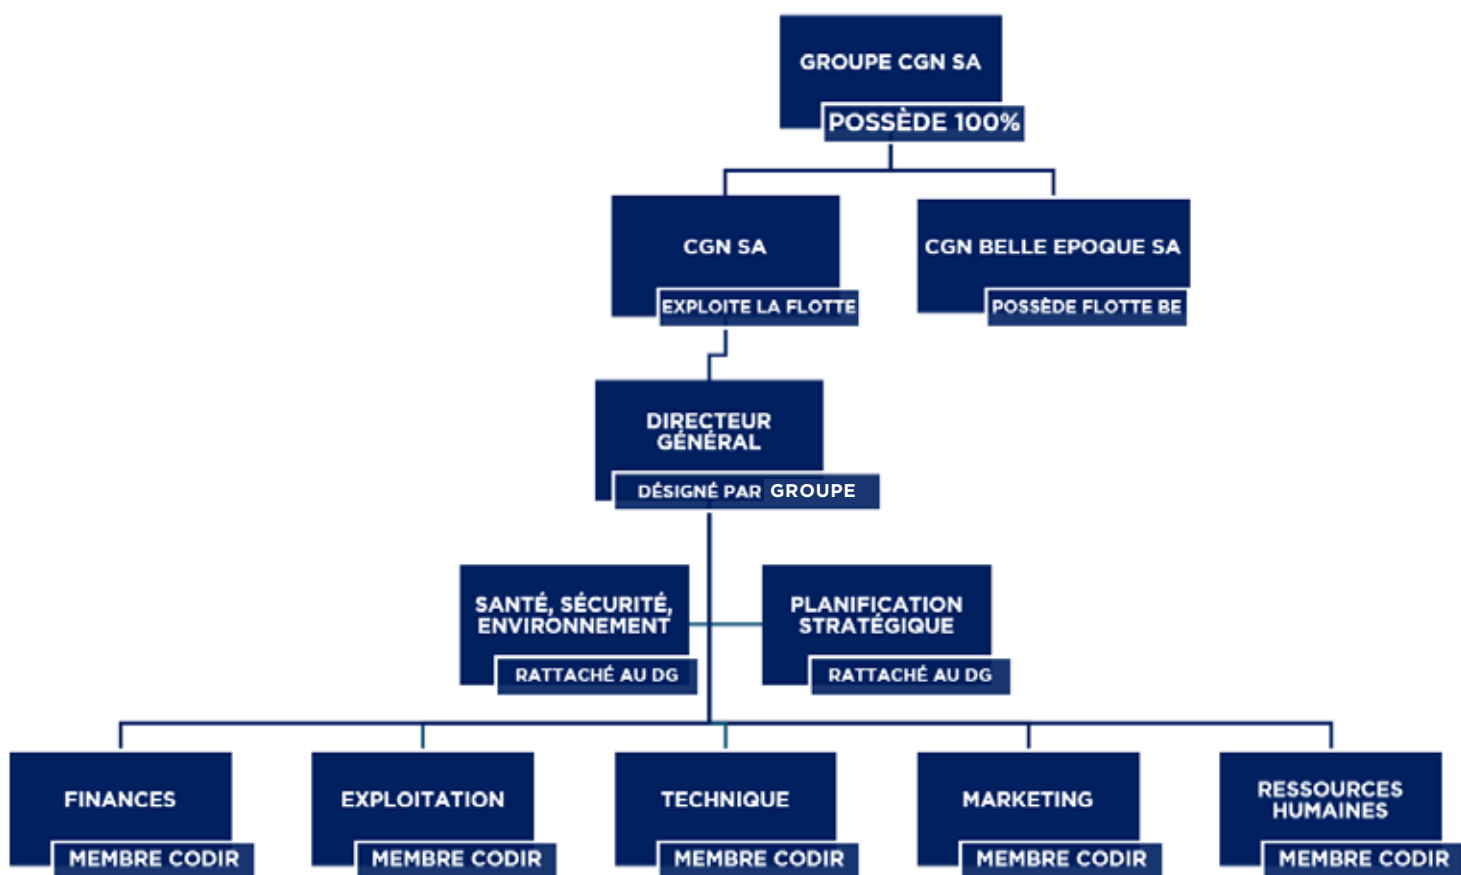 GROUPE CGN SA
POSSÈDE 100%
CGN SA
EXPLOITE LA FLOTTE
CGN BELLE EPOQUE SA
POSSÈDE FLOTTE BE
DIRECTEUR
GÉNÉRAL
DÉSIGNÉ PAR GROUPE
SANTÉ, SÉCURITÉ,
ENVIRONNEMENT
RATTACHÉ AU DG
PLANIFICATION
STRATÉGIQUE
RATTACHÉ AU DG
FINANCES
MEMBRE CODIR
EXPLOITATION
MEMBRE CODIR
TECHNIQUE
MEMBRE CODIR
MARKETING
MEMBRE CODIR
RESSOURCES
HUMAINES
MEMBRE CODIR